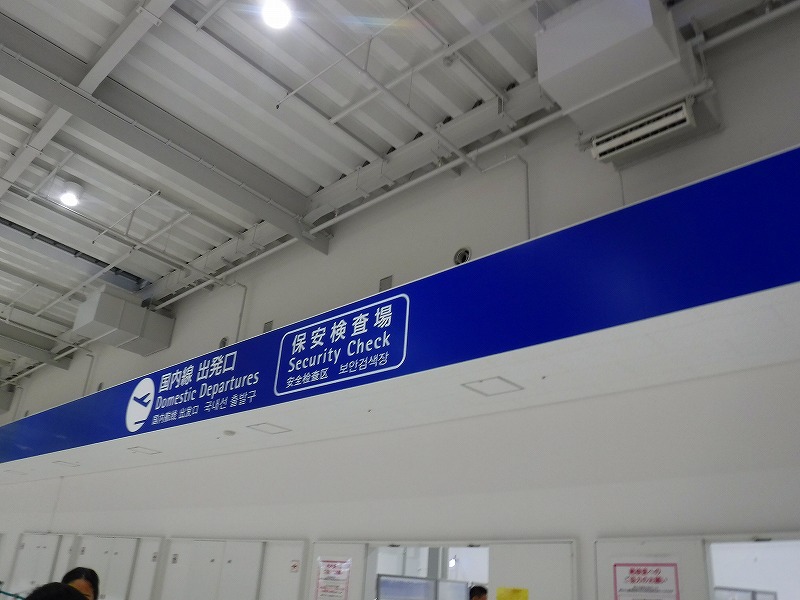 国内線 出発口
Domestic Departures
国内航线 出发口 국내선 출발구
保安検査場
Security Check
安全检查区 보안검색장